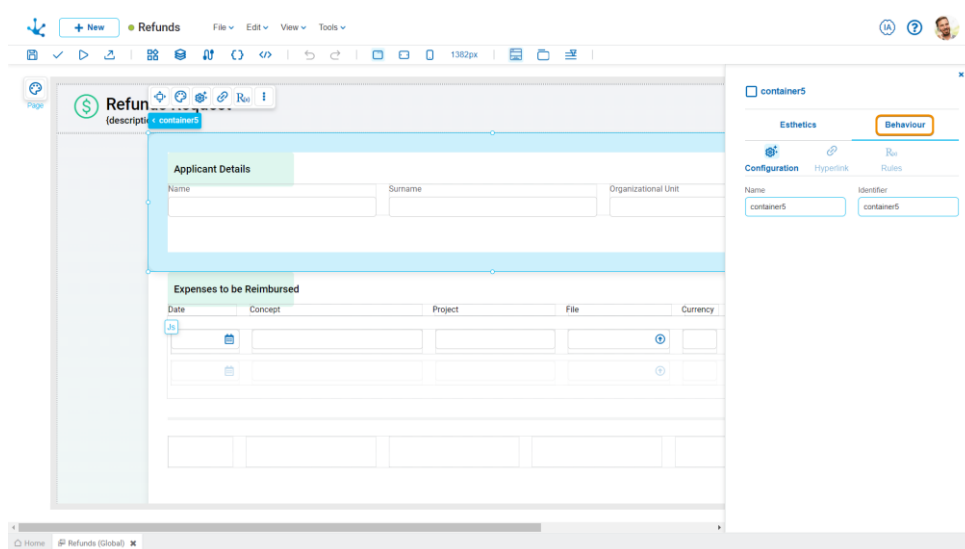 + New
Refunds
File
Edit
View
Tools
IA
?
1382px
Page
$
Refunds Request
R(x)
container5
Applicant Details
Name
Surname
Organizational Unit
Expenses to be Reimbursed
Date
Concept
Project
File
Currency
Js
container5
Esthetics
Behaviour
R(x)
Configuration
Hyperlink
Rules
Name
Identifier
container5
container5
Home
Refunds (Global)